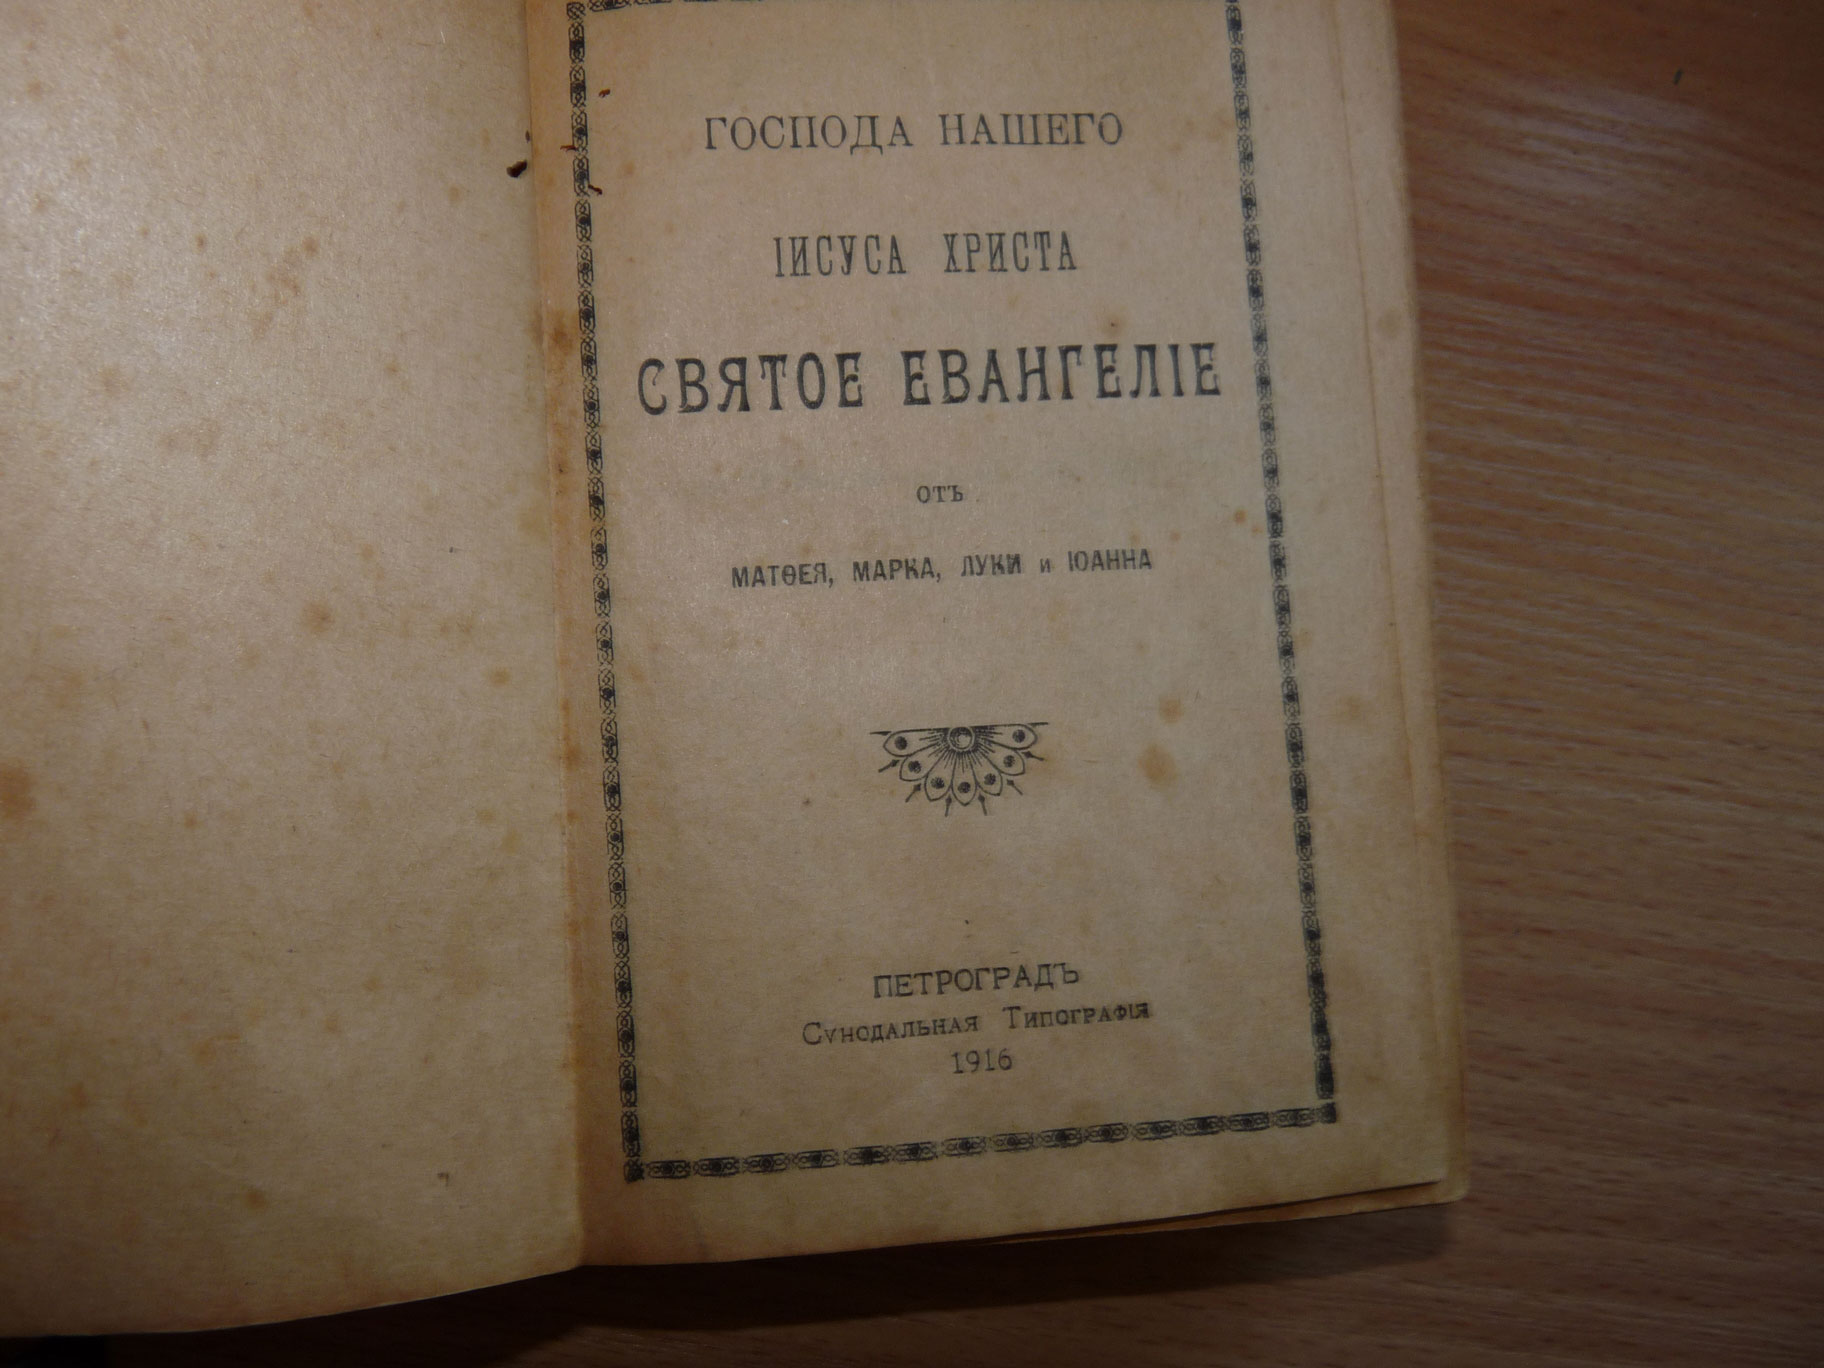 ГОСПОДА НАШЕГО
ІИСУСА ХРИСТА
СВЯТОЕ ЕВАНГЕЛІЕ
отъ
МАТѲЕЯ, МАРКА, ЛУКИ и ІОАННА
ПЕТРОГРАДЪ
Сѵнодальная Типографія
1916